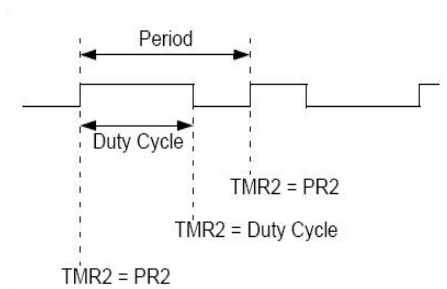 Period
Duty Cycle
TMR2 = PR2
TMR2 = Duty Cycle
TMR2 = PR2